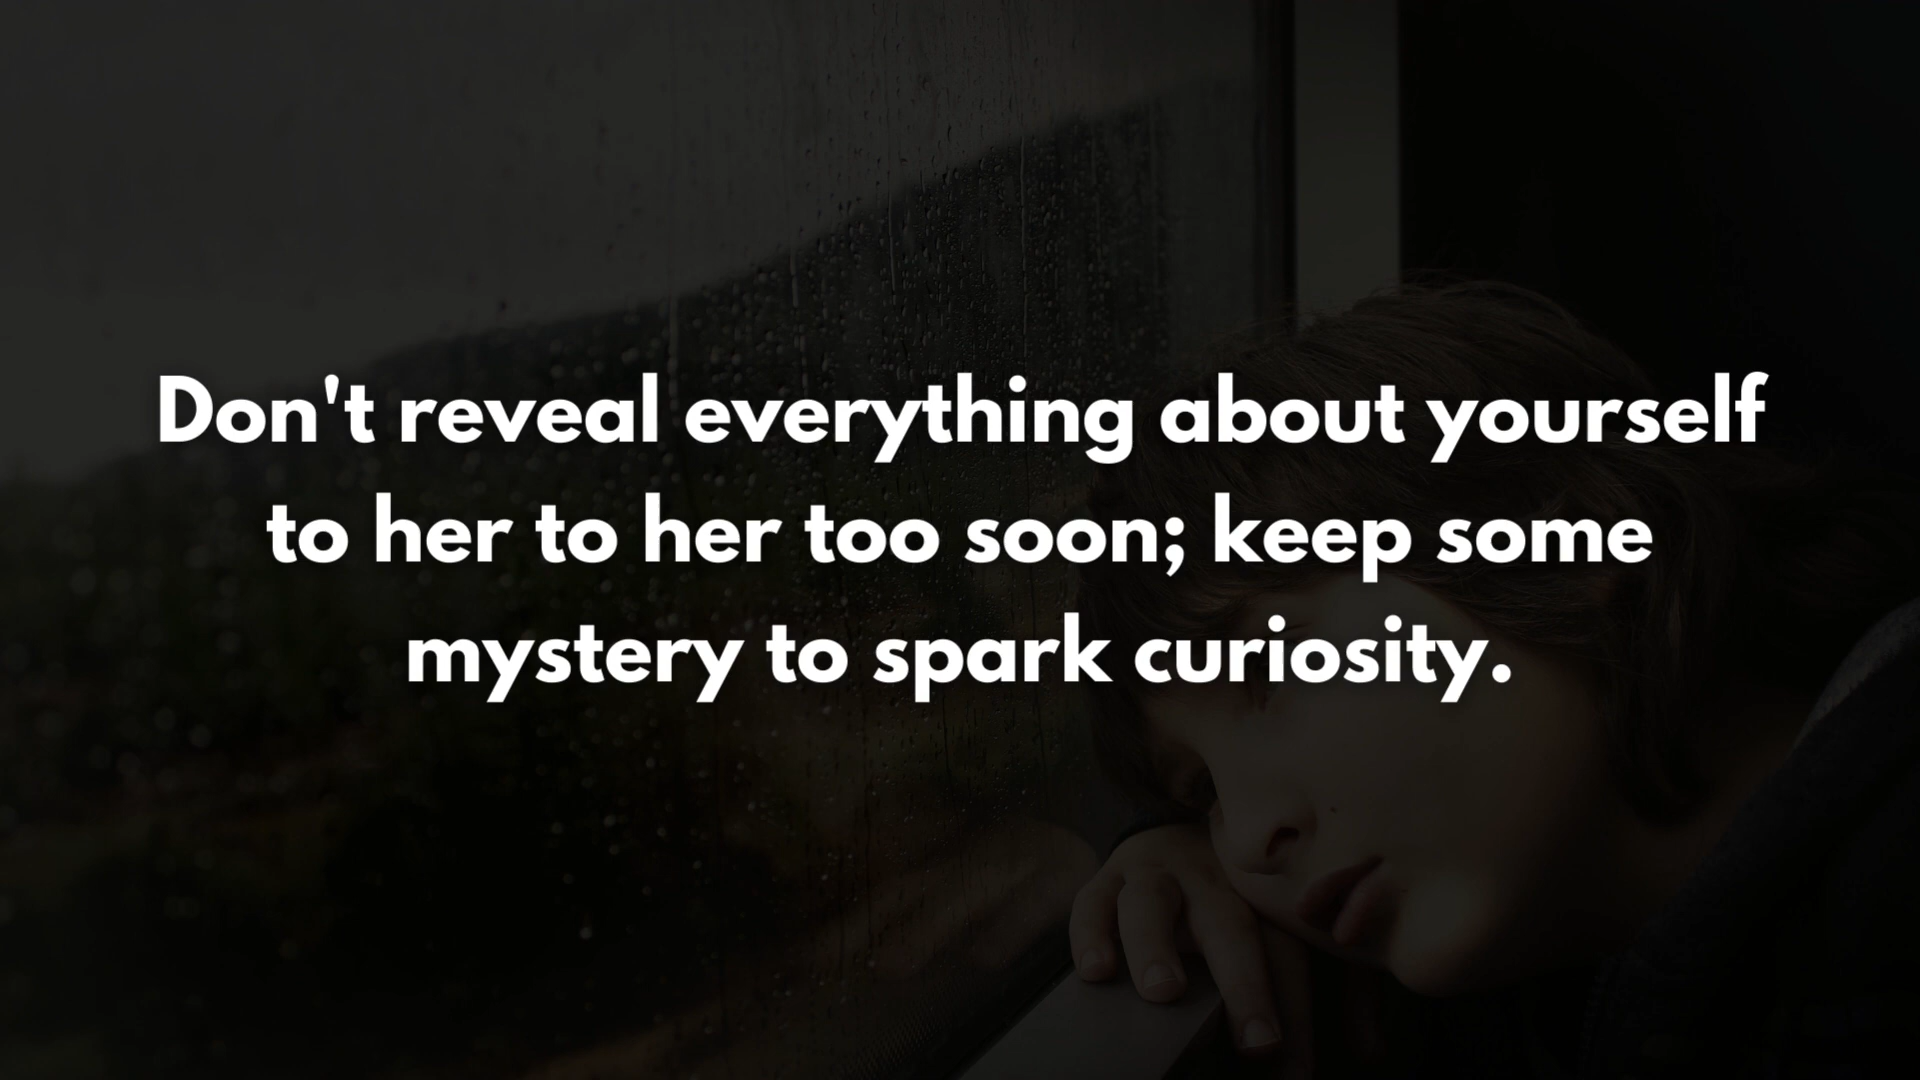 Don't reveal everything about yourself
to her to her too soon; keep some
mystery to spark curiosity.